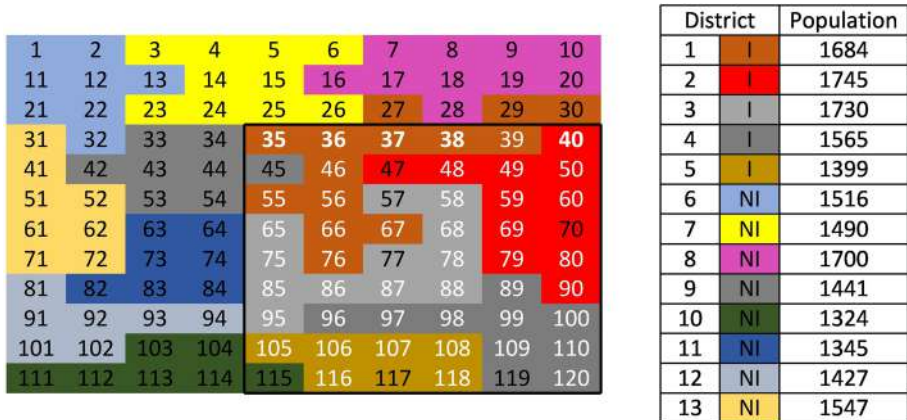 District Population
1 2 3 4 5 6 7 8 9 10
11 12 13 14 15 16 17 18 19 20
21 22 23 24 25 26 27 28 29 30
31 32 33 34 35 36 37 38 39 40
41 42 43 44 45 46 47 48 49 50
51 52 53 54 55 56 57 58 59 60
61 62 63 64 65 66 67 68 69 70
71 72 73 74 75 76 77 78 79 80
81 82 83 84 85 86 87 88 89 90
91 92 93 94 95 96 97 98 99 100
101 102 103 104 105 106 107 108 109 110
111 112 113 114 115 116 117 118 119 120
1 I 1684
2 I 1745
3 I 1730
4 I 1565
5 I 1399
6 NI 1516
7 NI 1490
8 NI 1700
9 NI 1441
10 NI 1324
11 NI 1345
12 NI 1427
13 NI 1547